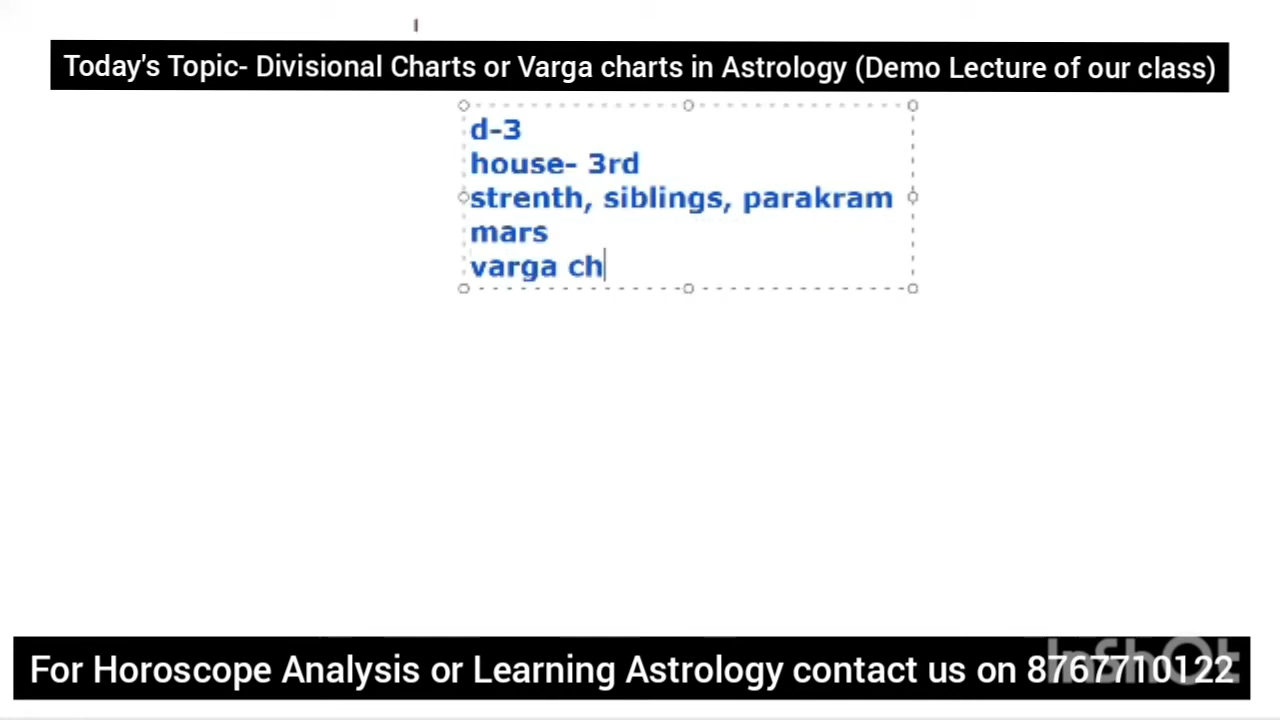 Today's Topic- Divisional Charts or Varga charts in Astrology (Demo Lecture of our class)
d-3
house- 3rd
strenth, siblings, parakram
mars
varga ch
For Horoscope Analysis or Learning Astrology contact us on 8767710122
InShOt